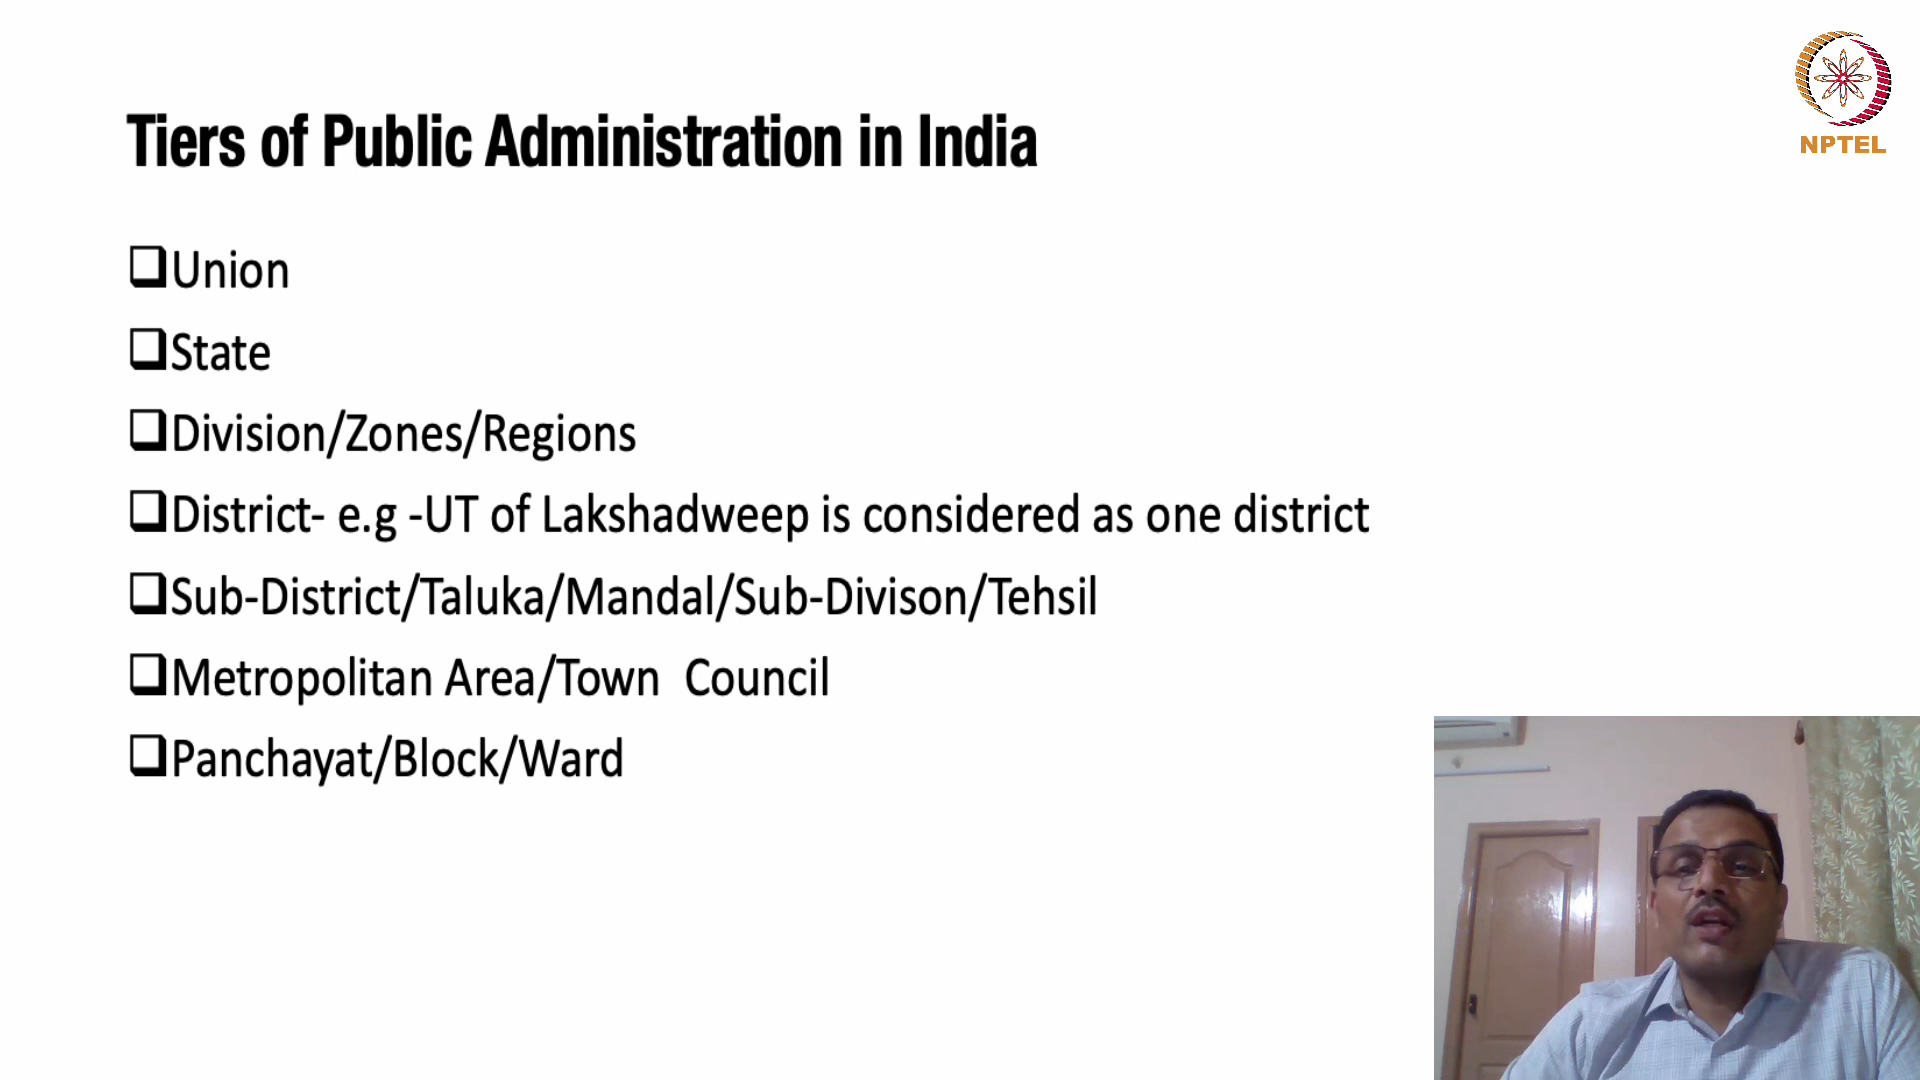 Tiers of Public Administration in India
NPTEL
Union
State
Division/Zones/Regions
District- e.g -UT of Lakshadweep is considered as one district
Sub-District/Taluka/Mandal/Sub-Divison/Tehsil
Metropolitan Area/Town  Council
Panchayat/Block/Ward